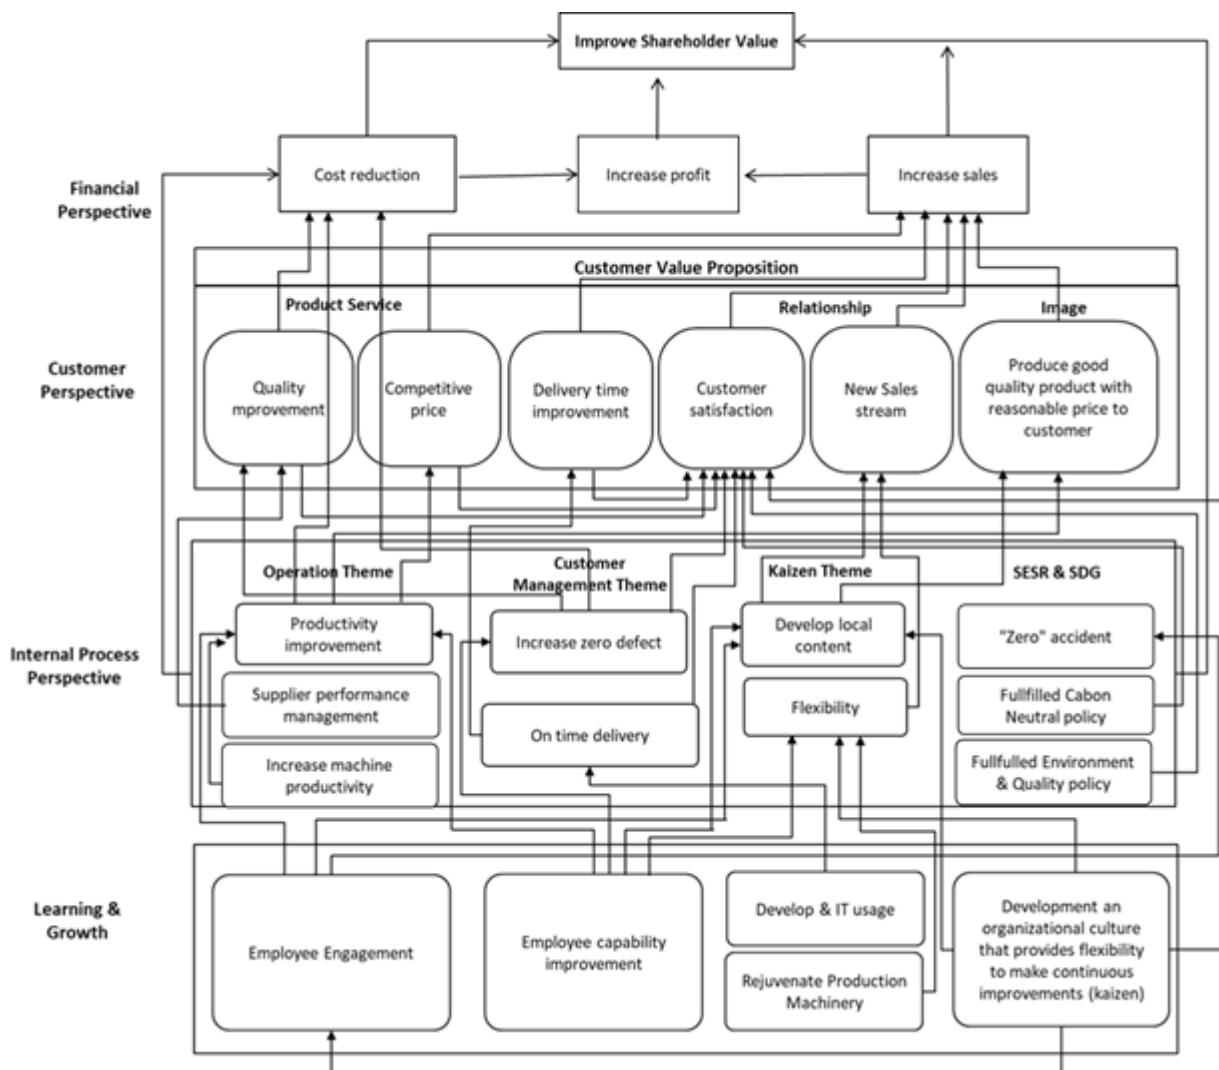 Improve Shareholder Value
Financial
Perspective
Cost reduction
Increase profit
Increase sales
Customer Value Proposition
Product Service
Relationship
Image
Customer
Perspective
Quality
mprovement
Competitive
price
Delivery time
improvement
Customer
satisfaction
New Sales
stream
Produce good
quality product with
reasonable price to
customer
Internal Process
Perspective
Operation Theme
Productivity
improvement
Supplier performance
management
Increase machine
productivity
Customer
Management Theme
Increase zero defect
On time delivery
Kaizen Theme
Develop local
content
Flexibility
SESR & SDG
"Zero" accident
Fullfilled Cabon
Neutral policy
Fullfulled Environment
& Quality policy
Learning &
Growth
Employee Engagement
Employee capability
improvement
Develop & IT usage
Rejuvenate Production
Machinery
Development an
organizational culture
that provides flexibility
to make continuous
improvements (kaizen)